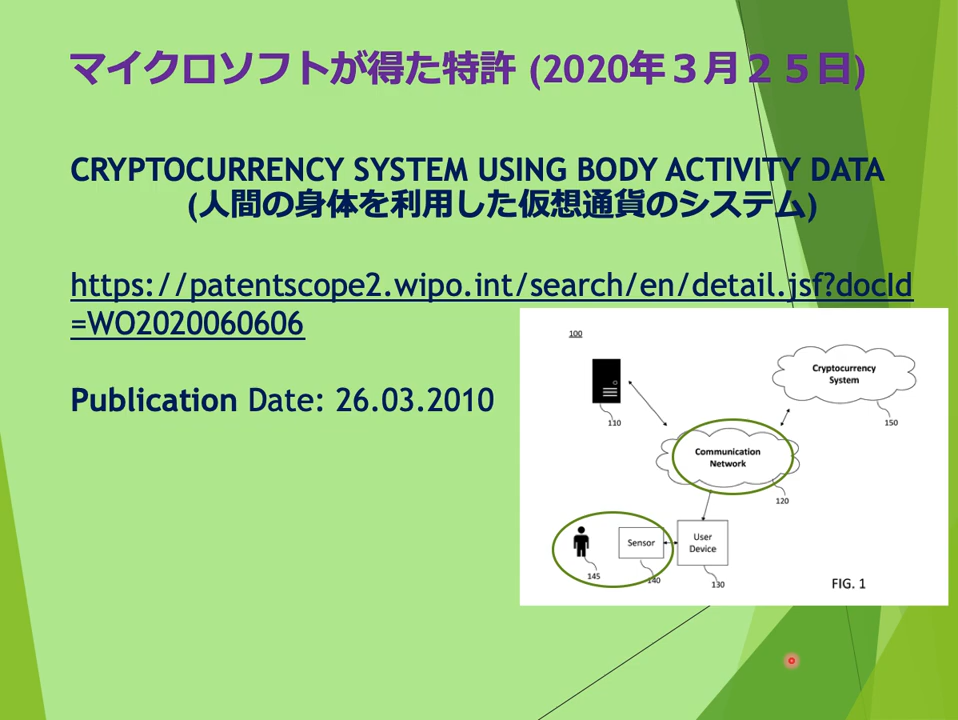 マイクロソフトが得た特許 (2020年３月２５日)
CRYPTOCURRENCY SYSTEM USING BODY ACTIVITY DATA
(人間の身体を利用した仮想通貨のシステム)
https://patentscope2.wipo.int/search/en/detail.jsf?docId
=WO2020060606
Publication Date: 26.03.2010
100
Cryptocurrency
System
110
150
Communication
Network
120
Sensor
User
Device
145
140
130
FIG. 1